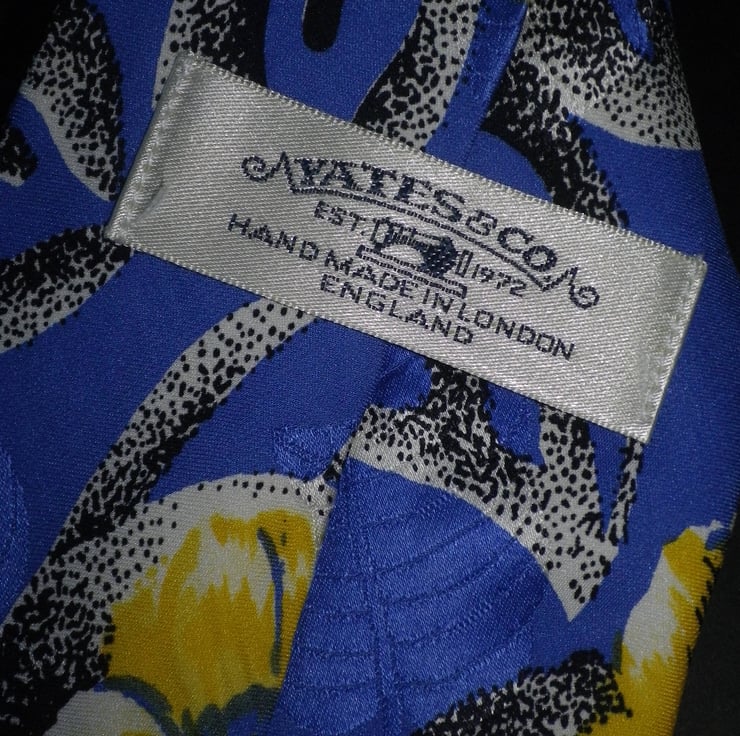 YATES & CO
EST. 1972
HAND MADE IN LONDON
ENGLAND